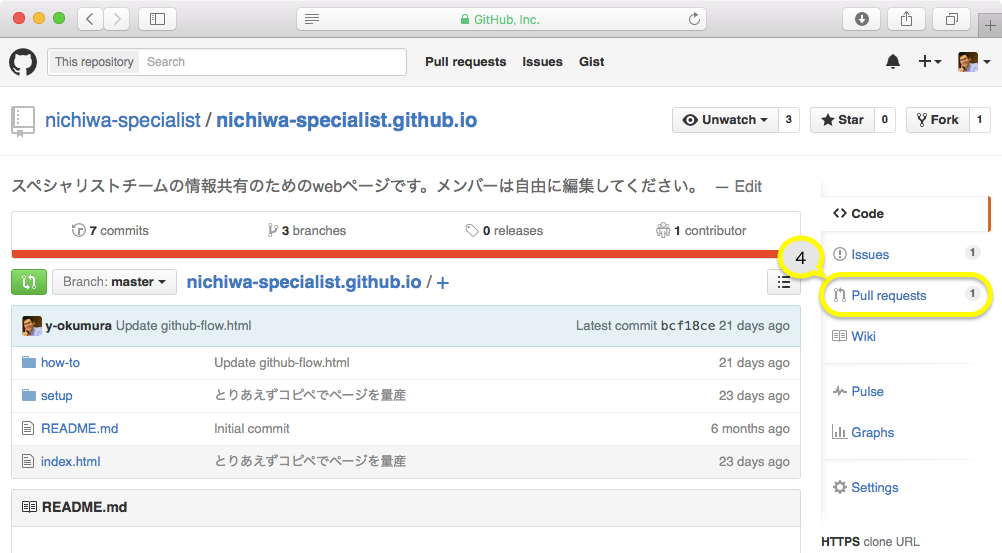 GitHub, Inc.
This repository Search Pull requests Issues Gist
nichiwa-specialist / nichiwa-specialist.github.io Unwatch 3 Star 0 Fork 1
スペシャリストチームの情報共有のためのwebページです。メンバーは自由に編集してください。 — Edit
7 commits 3 branches 0 releases 1 contributor
Branch: master nichiwa-specialist.github.io / +
y-okumura Update github-flow.html Latest commit bcf18ce 21 days ago
how-to Update github-flow.html 21 days ago
setup とりあえずコピペでページを量産 23 days ago
README.md Initial commit 6 months ago
index.html とりあえずコピペでページを量産 23 days ago
README.md
Code
Issues 1
4
Pull requests 1
Wiki
Pulse
Graphs
Settings
HTTPS clone URL